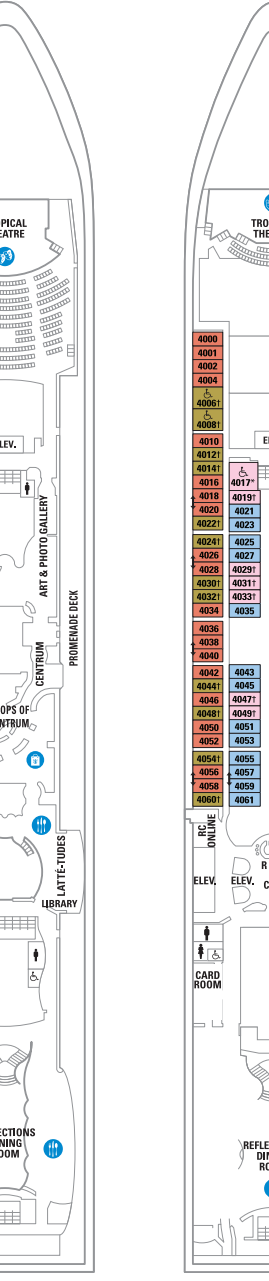 PICAL
EATRE
LEV.
ART & PHOTO GALLERY
PROMENADE DECK
CENTRUM
OPS OF
NTRUM
LATTÉ-TUDES
LIBRARY
ECTIONS
NING
OOM
TRO
THE
4000
4001
4002
4004
4006†
4008†
4010
4012†
4014†
4016
4018
4020
4022†
4024†
4026
4028
4030†
4032†
4034
4036
4038
4040
4042
4044†
4046
4048†
4050
4052
4054†
4056
4058
4060†
E
4017*
4019†
4021
4023
4025
4027
4029†
4031†
4033†
4035
4043
4045
4047†
4049†
4051
4053
4055
4057
4059
4061
RC
ONLINE
R
C
ELEV.
ELEV.
CARD
ROOM
REFLE
DIN
RO